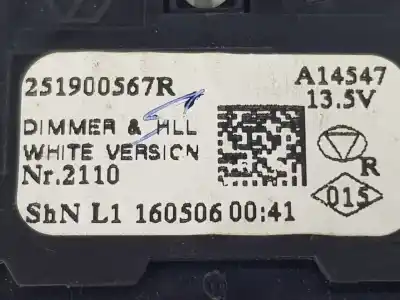 251900567R
A14547
13.5V
DIMMER & HLL
WHITE VERSION
Nr.2110
R
015
ShN L1 160506 00:41